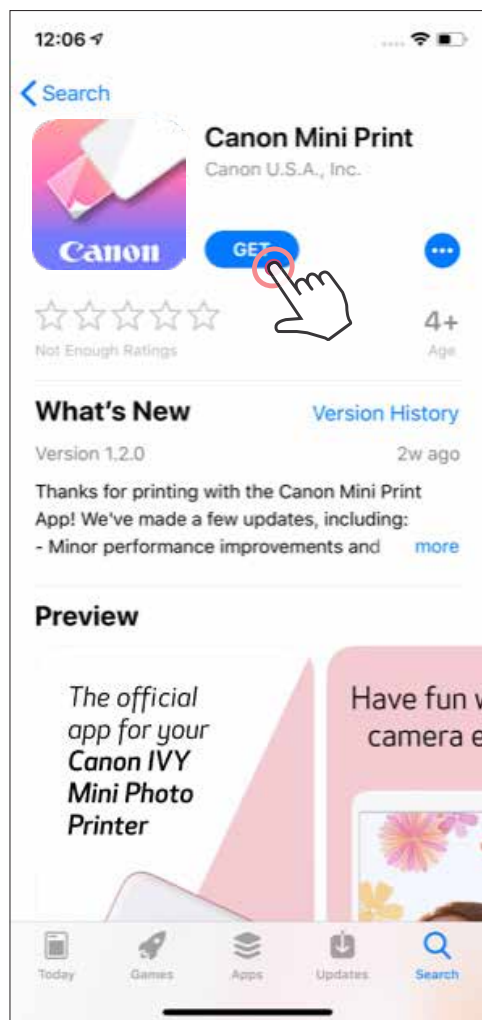 12:06
Search
Canon Mini Print
Canon U.S.A., Inc.
Canon
GET
4+
Not Enough Ratings
Age
What's New
Version History
Version 1.2.0
2w ago
Thanks for printing with the Canon Mini Print
App! We've made a few updates, including:
- Minor performance improvements and more
Preview
The official
app for your
Canon IVY
Mini Photo
Printer
Have fun
camera
Today
Games
Apps
Updates
Search